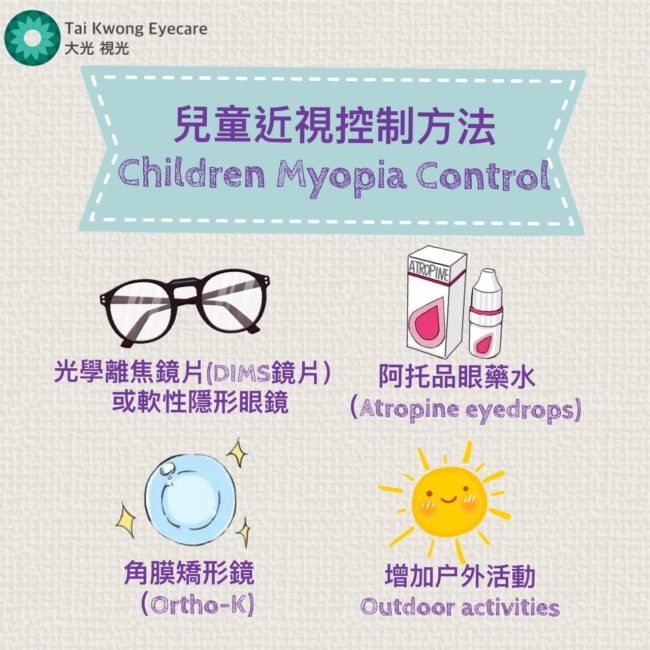 Tai Kwong Eyecare
大光 視光
兒童近視控制方法
Children Myopia Control
ATROPINE
光學離焦鏡片(DIMS鏡片)
或軟性隱形眼鏡
阿托品眼藥水
(Atropine eyedrops)
角膜矯形鏡
(Ortho-K)
增加户外活動
Outdoor activities